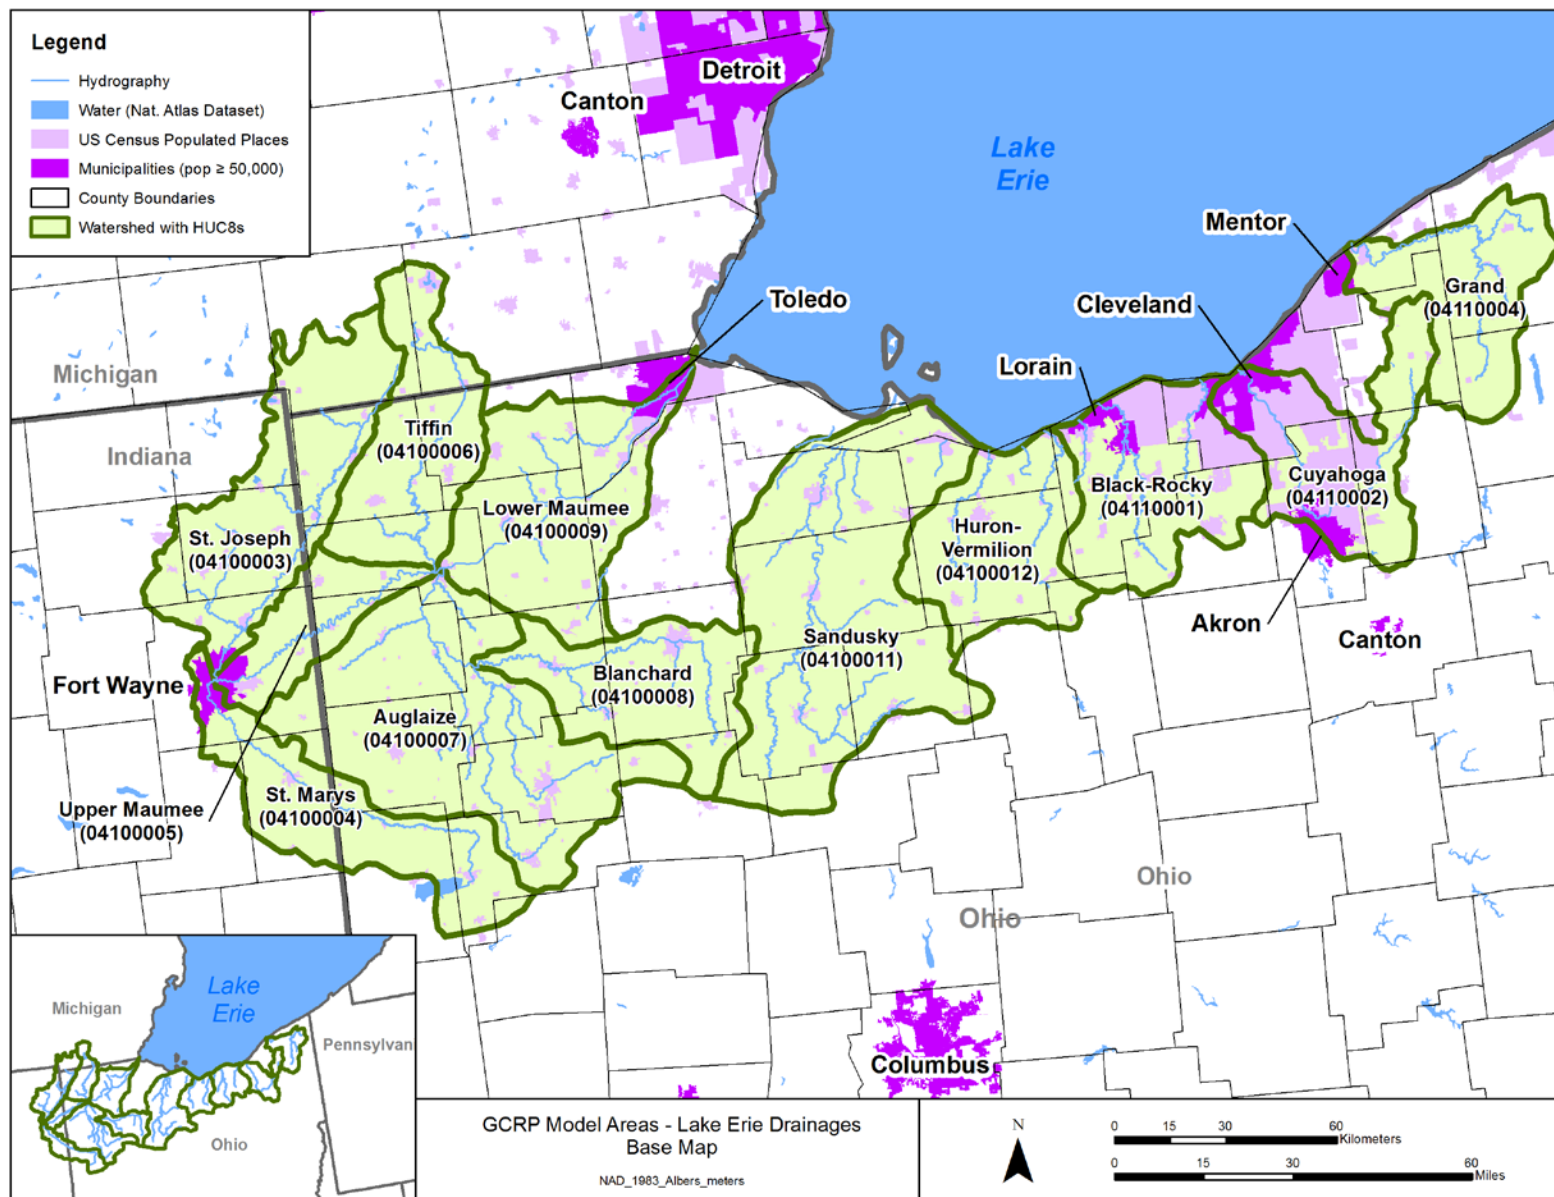 Legend
Hydrography
Water (Nat. Atlas Dataset)
US Census Populated Places
Municipalities (pop ≥ 50,000)
County Boundaries
Watershed with HUC8s
Detroit
Canton
Lake
Erie
Mentor
Toledo
Cleveland
Grand
(04110004)
Lorain
Michigan
Indiana
Tiffin
(04100006)
Lower Maumee
(04100009)
St. Joseph
(04100003)
Black-Rocky
(04110001)
Cuyahoga
(04110002)
Huron-
Vermilion
(04100012)
Akron
Canton
Sandusky
(04100011)
Blanchard
(04100008)
Fort Wayne
Auglaize
(04100007)
Upper Maumee
(04100005)
St. Marys
(04100004)
Ohio
Ohio
Columbus
Lake
Erie
Michigan
Pennsylvan
Ohio
GCRP Model Areas - Lake Erie Drainages
Base Map
NAD_1983_Albers_meters
N
0 15 30 60
Kilometers
0 15 30 60
Miles